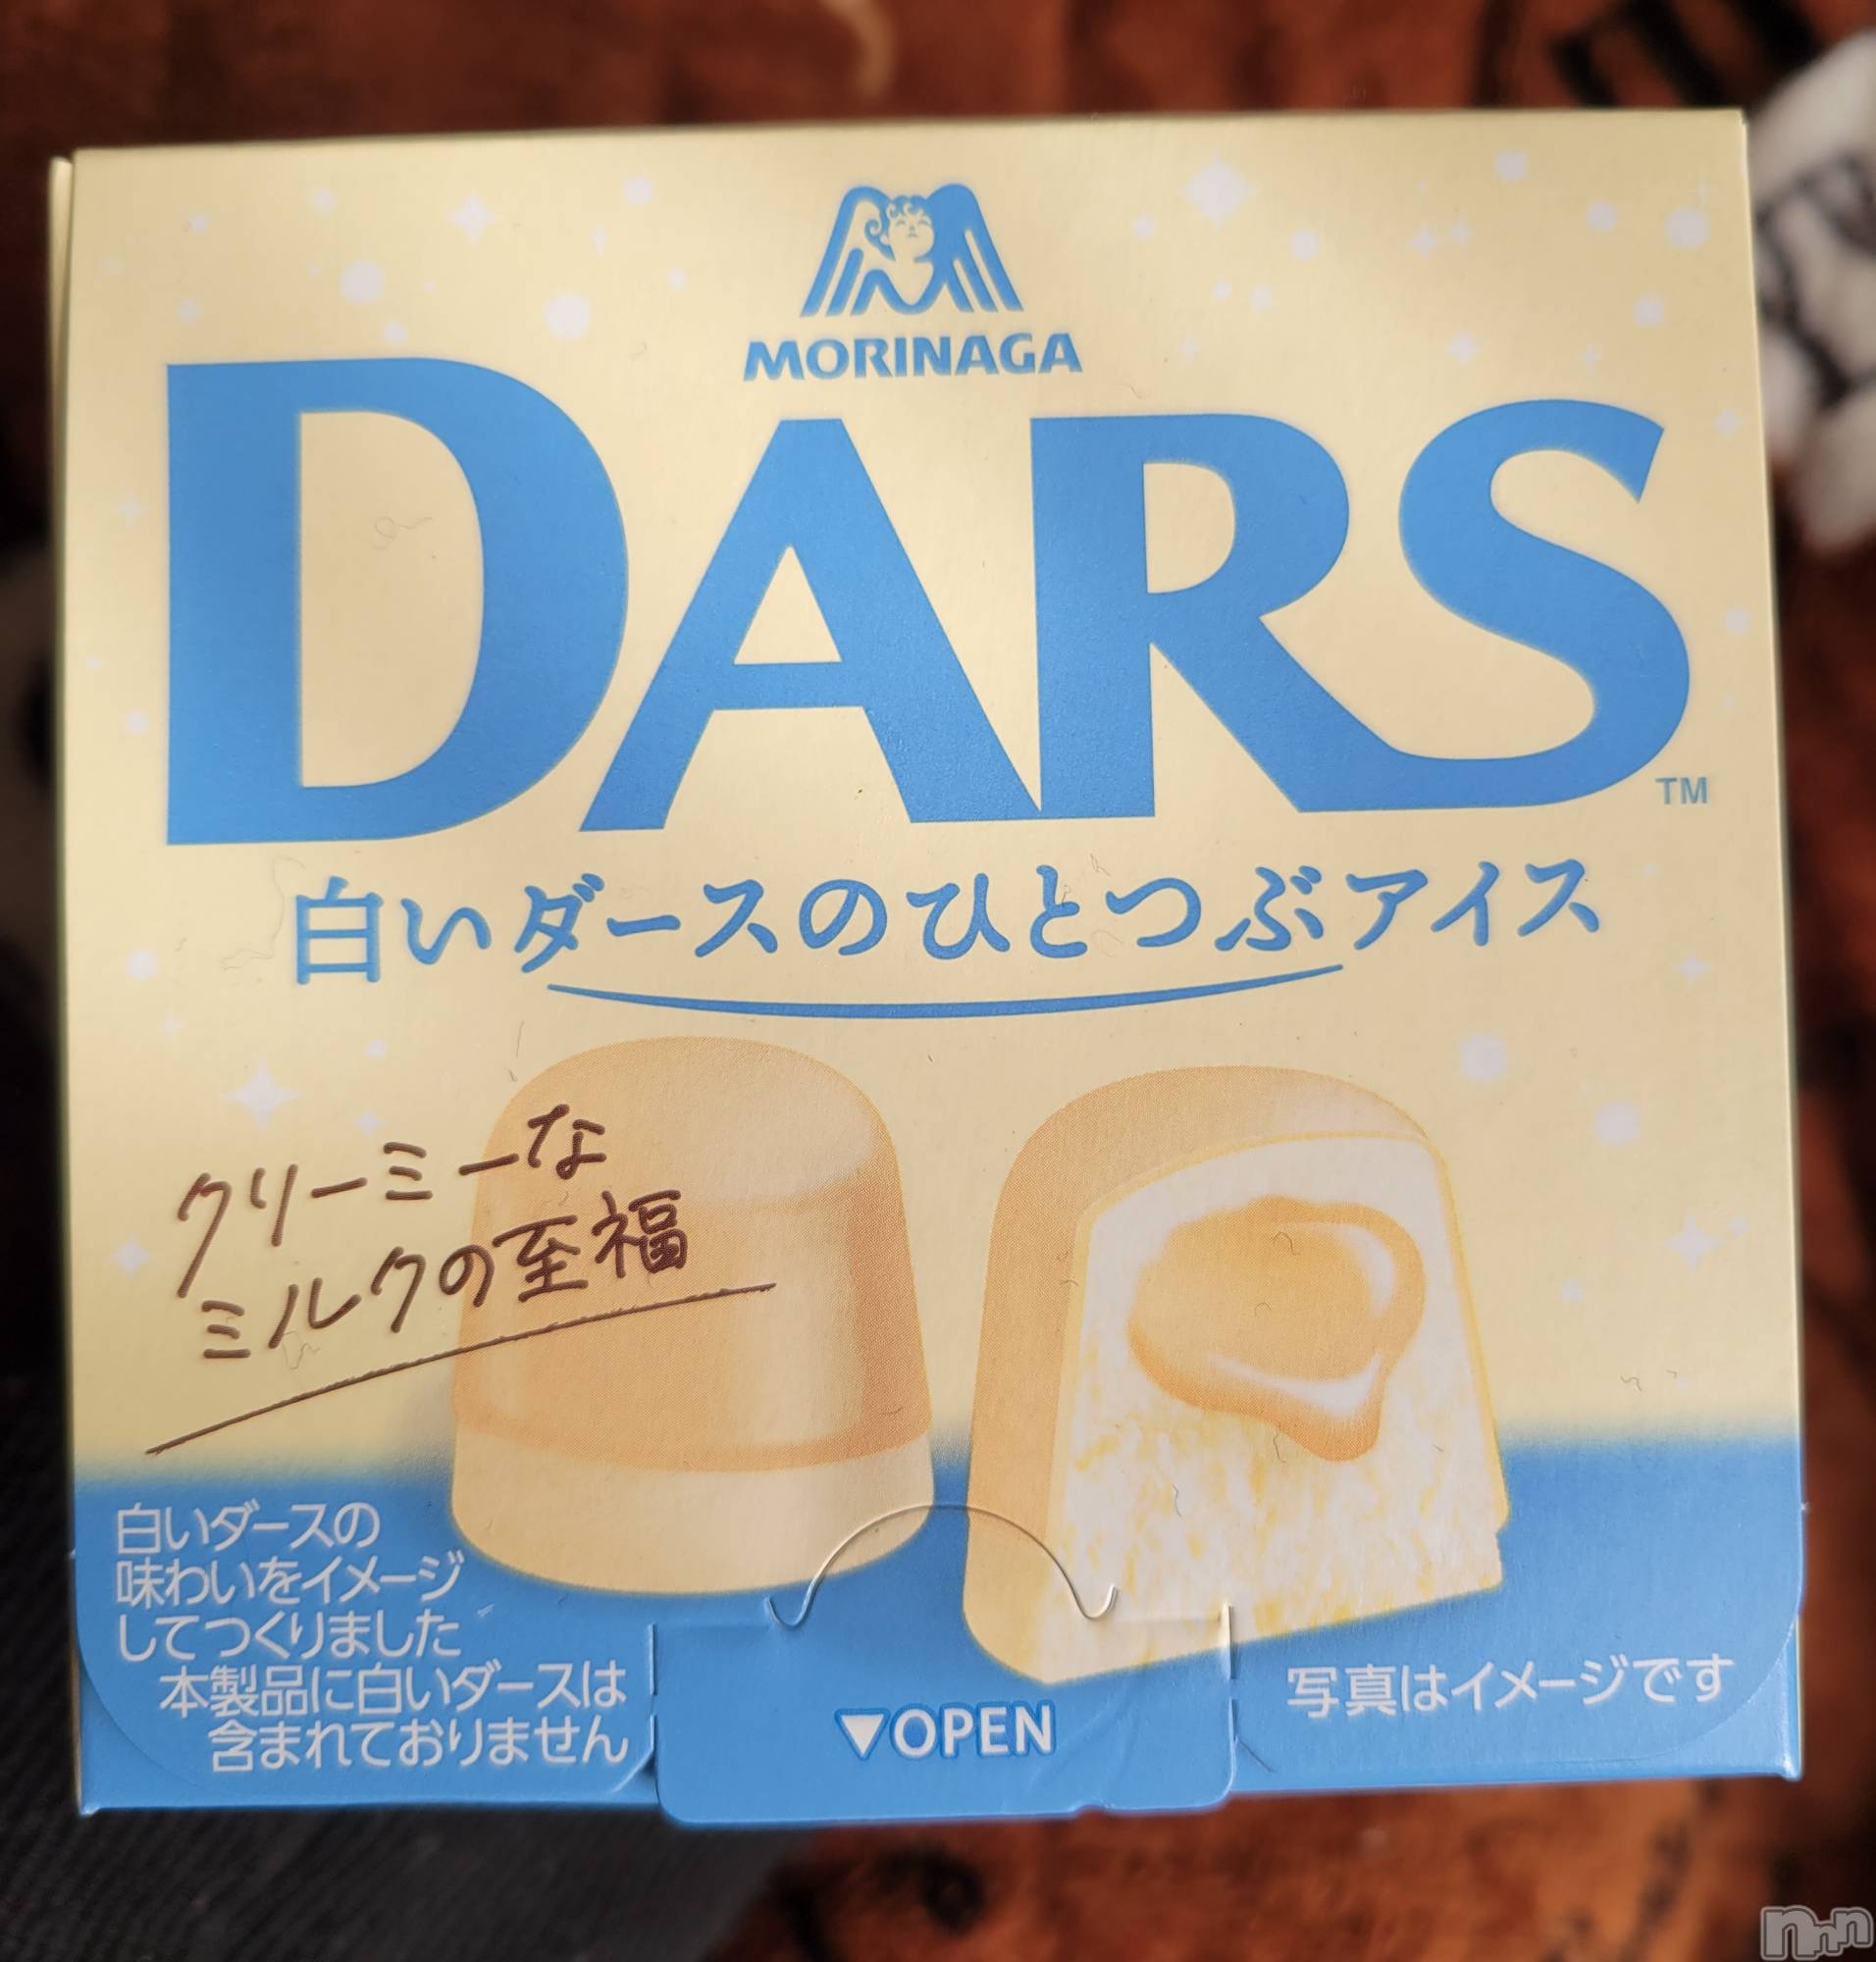 MORINAGA
DARS
TM
白いダースのひとつぶアイス
クリーミーな
ミルクの至福
白いダースの
味わいをイメージ
してつくりました
本製品に白いダースは
含まれておりません
▽OPEN
写真はイメージです
nnn